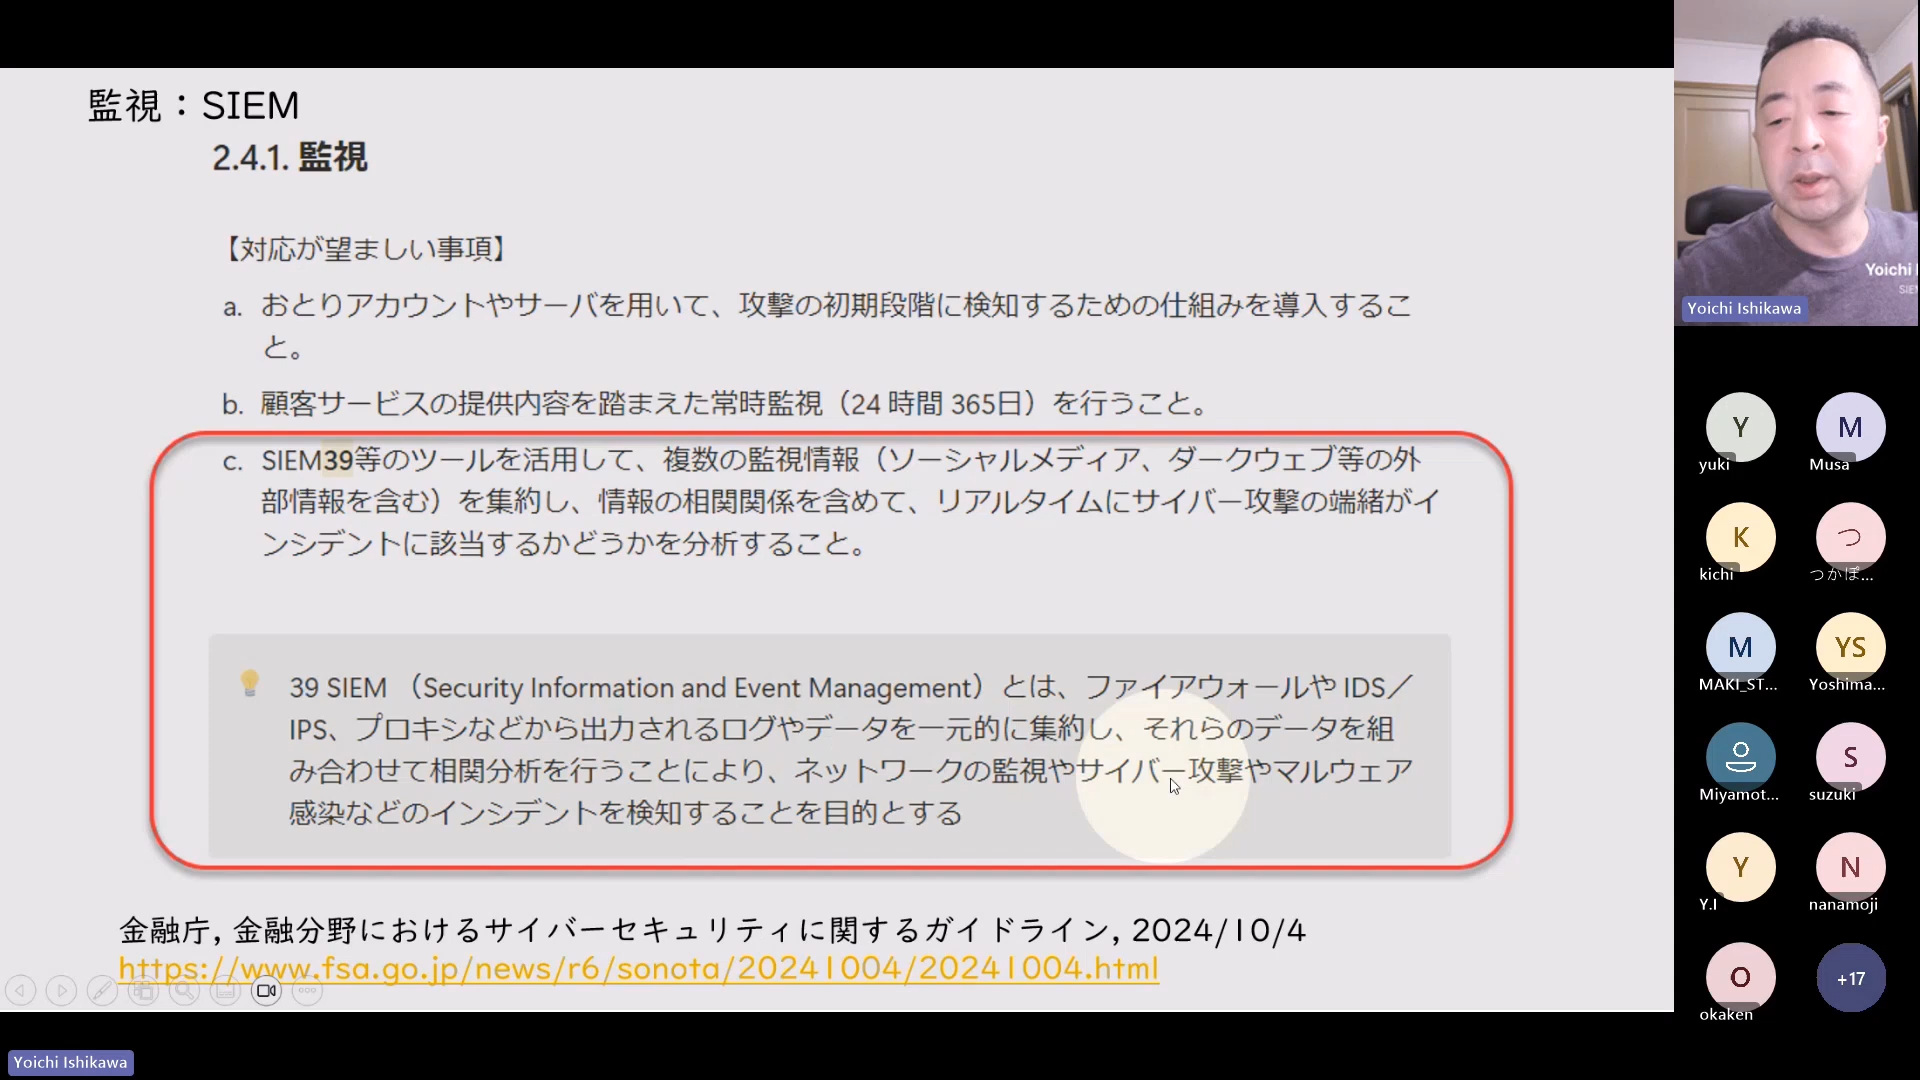 監視：SIEM
2.4.1. 監視
【対応が望ましい事項】
a. おとりアカウントやサーバを用いて、攻撃の初期段階に検知するための仕組みを導入するこ
と。
b. 顧客サービスの提供内容を踏まえた常時監視（24 時間 365日）を行うこと。
c. SIEM39等のツールを活用して、複数の監視情報（ソーシャルメディア、ダークウェブ等の外
部情報を含む）を集約し、情報の相関関係を含めて、リアルタイムにサイバー攻撃の端緒がイ
ンシデントに該当するかどうかを分析すること。
39 SIEM （Security Information and Event Management）とは、ファイアウォールや IDS／
IPS、プロキシなどから出力されるログやデータを一元的に集約し、それらのデータを組
み合わせて相関分析を行うことにより、ネットワークの監視やサイバー攻撃やマルウェア
感染などのインシデントを検知することを目的とする
金融庁, 金融分野におけるサイバーセキュリティに関するガイドライン, 2024/10/4
https://www.fsa.go.jp/news/r6/sonota/20241004/20241004.html
Yoichi Ishikawa
Yoichi
SIE
Yoichi Ishikawa
Y
yuki
M
Musa
K
kichi
つ
つかぽ...
M
MAKI_ST...
YS
Yoshima...
Miyamot...
S
suzuki
Y
Y.I
N
nanamoji
O
okaken
+17